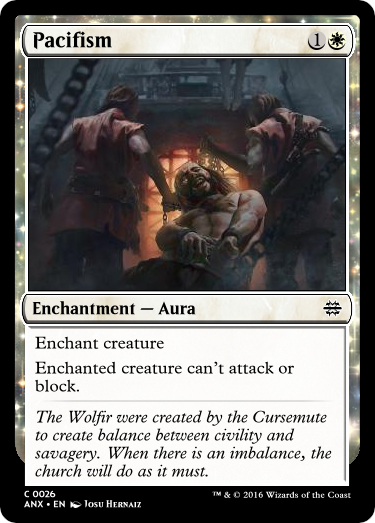 Pacifism 1
Enchantment — Aura
Enchant creature
Enchanted creature can't attack or
block.
The Wolfir were created by the Cursemute
to create balance between civility and
savagery. When there is an imbalance, the
church will do as it must.
C 0026
ANX • EN Josu Hernaiz
™ & © 2016 Wizards of the Coast